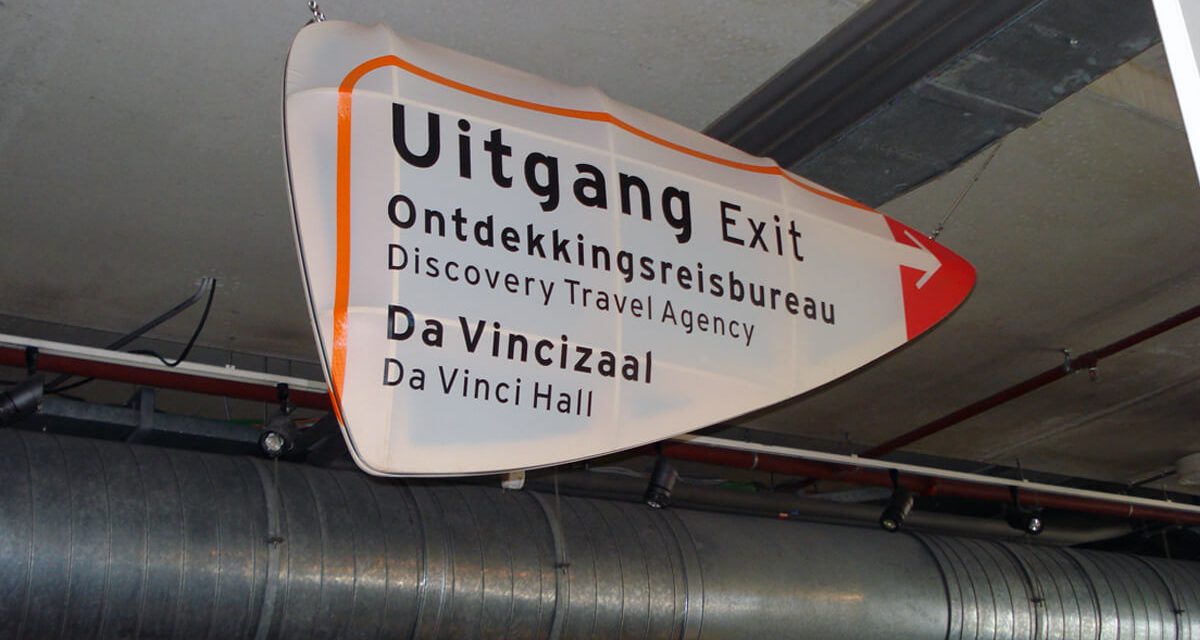 Uitgang Exit
Ontdekkingsreisbureau
Discovery Travel Agency
Da Vincizaal
Da Vinci Hall